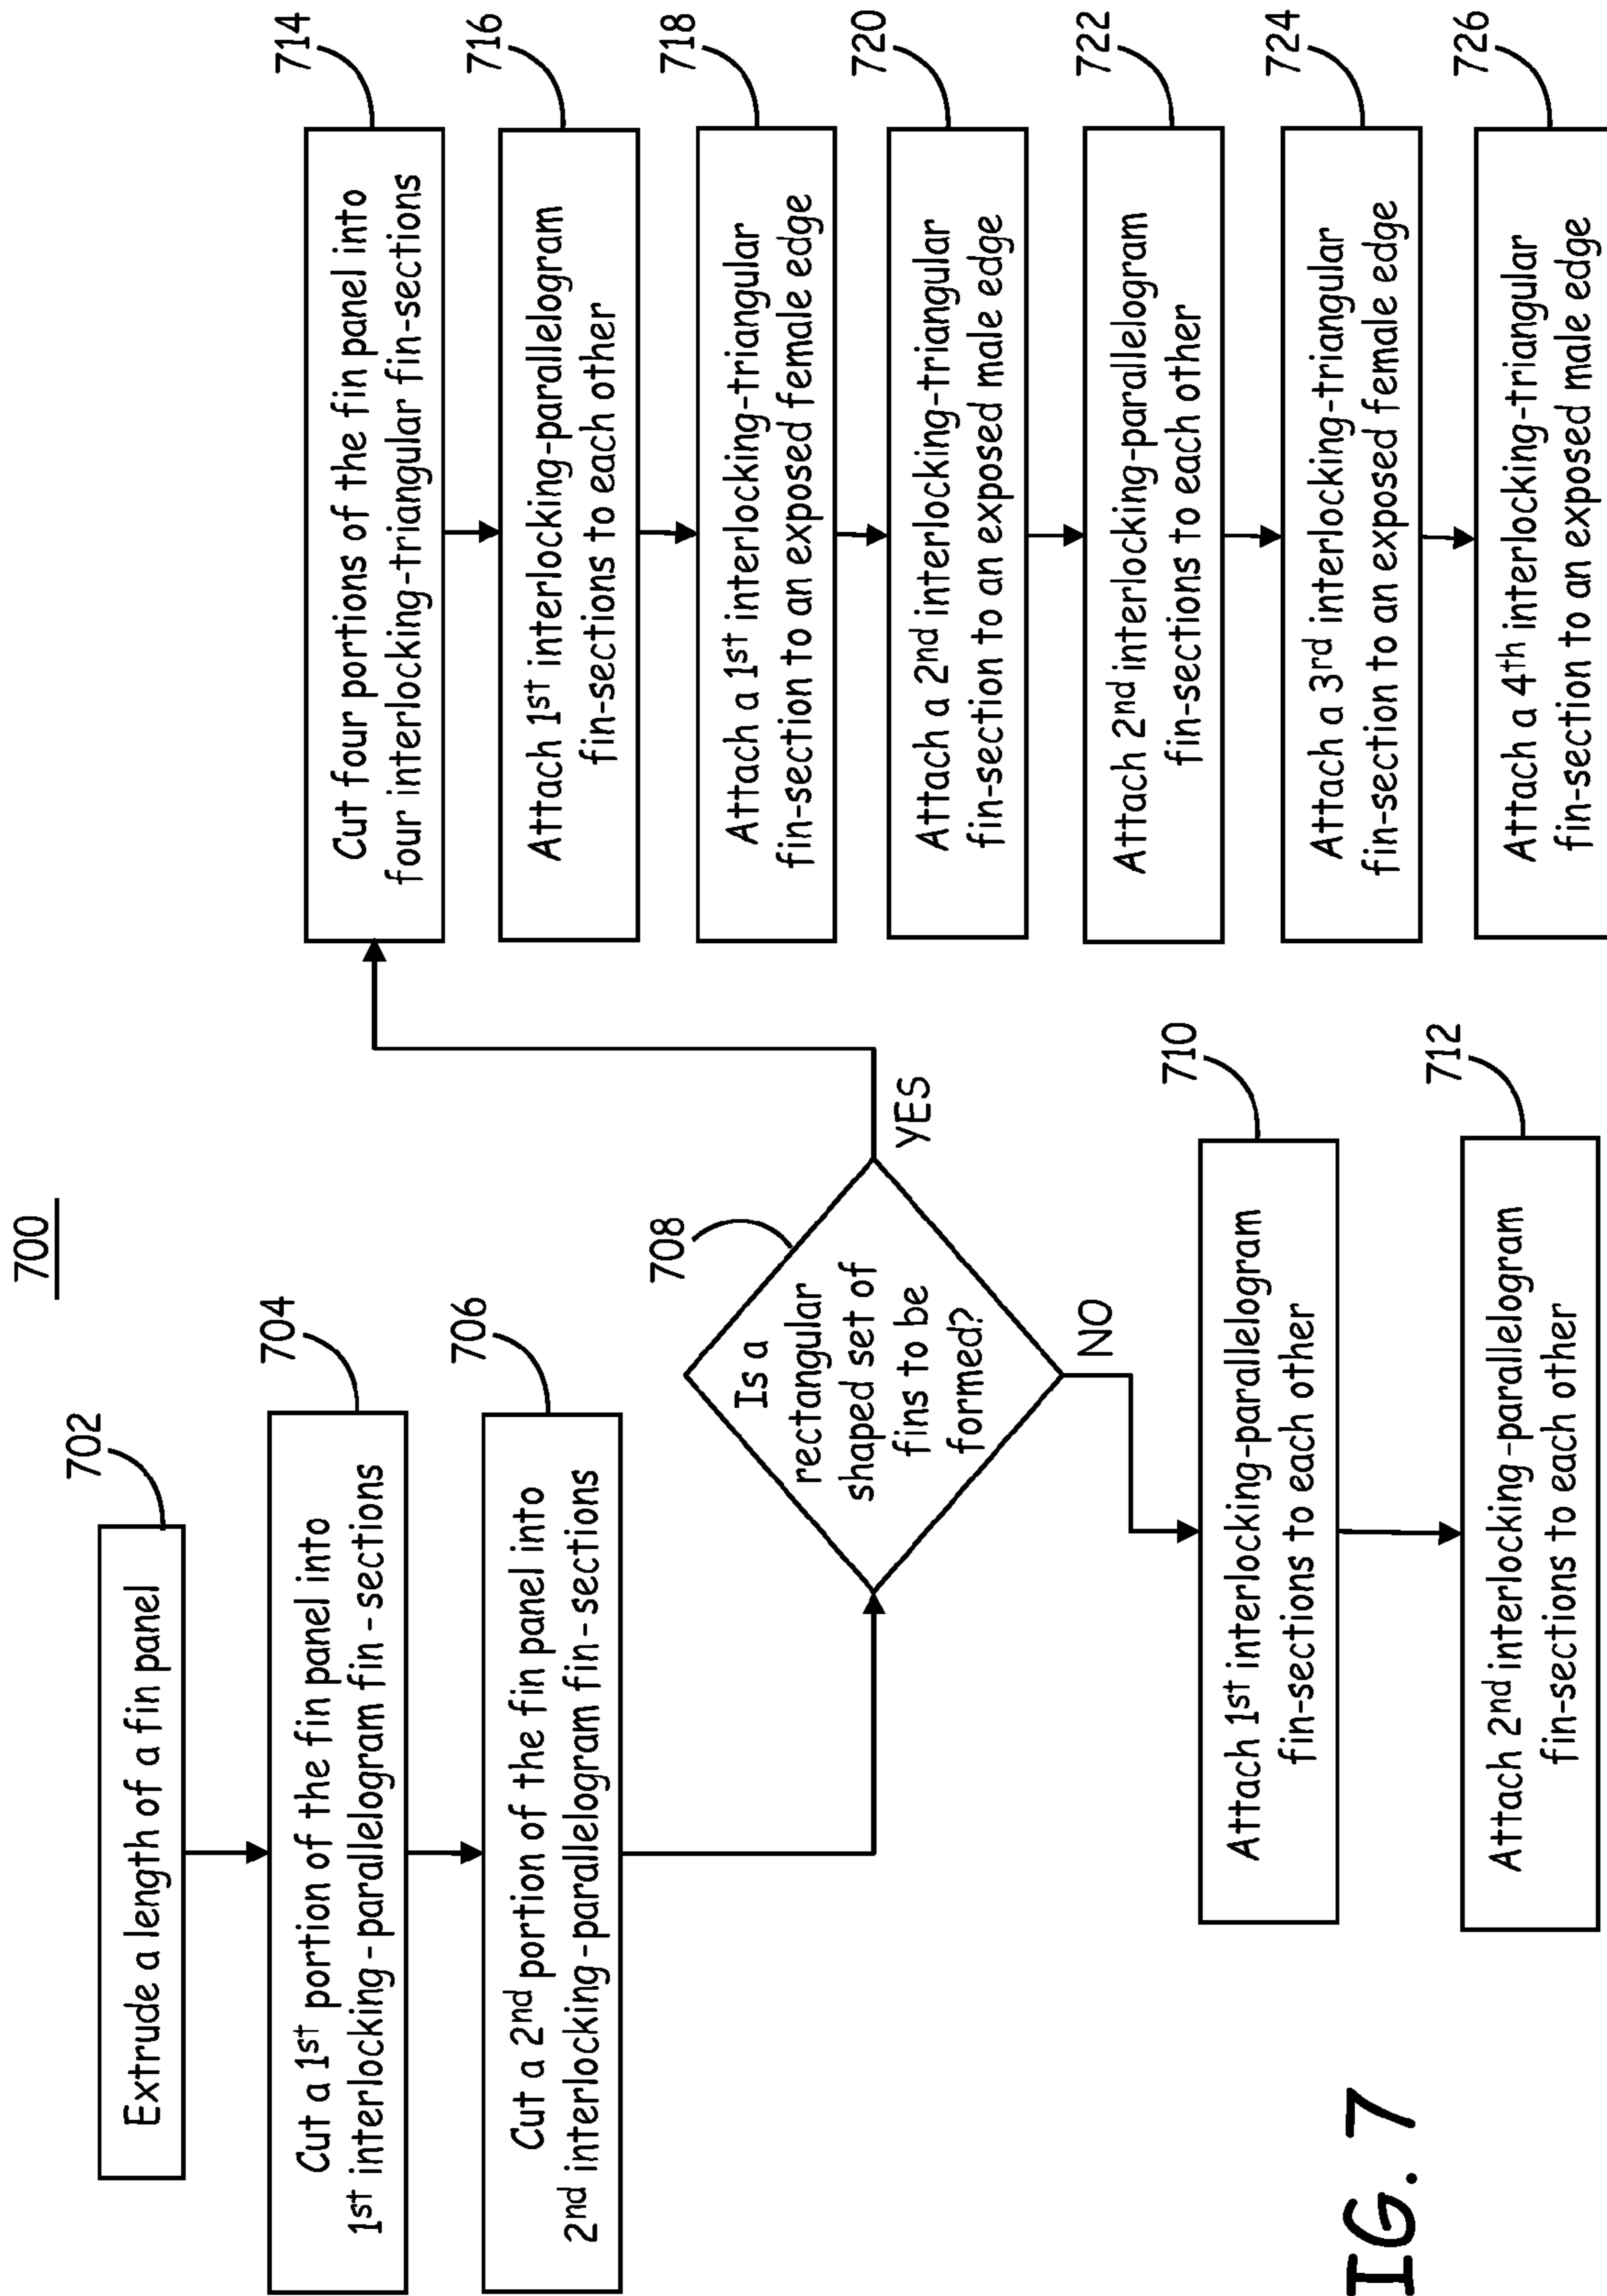 700
702
Extrude a length of a fin panel
704
Cut a 1st portion of the fin panel into
1st interlocking-parallelogram fin-sections
706
Cut a 2nd portion of the fin panel into
2nd interlocking-parallelogram fin-sections
708
Is a
rectangular
shaped set of
fins to be
formed?
YES
NO
710
Attach 1st interlocking-parallelogram
fin-sections to each other
712
Attach 2nd interlocking-parallelogram
fin-sections to each other
714
Cut four portions of the fin panel into
four interlocking-triangular fin-sections
716
Attach 1st interlocking-parallelogram
fin-sections to each other
718
Attach a 1st interlocking-triangular
fin-section to an exposed female edge
720
Attach a 2nd interlocking-triangular
fin-section to an exposed male edge
722
Attach 2nd interlocking-parallelogram
fin-sections to each other
724
Attach a 3rd interlocking-triangular
fin-section to an exposed female edge
726
Attach a 4th interlocking-triangular
fin-section to an exposed male edge
IG. 7